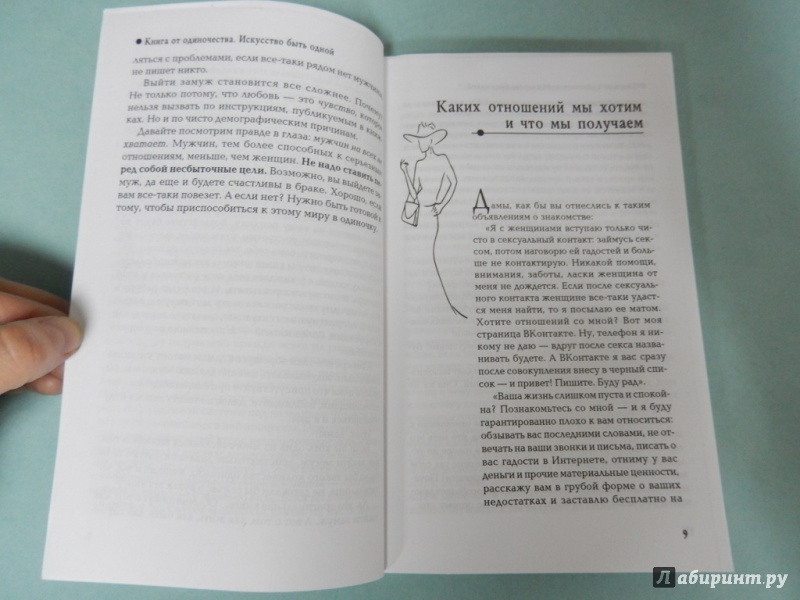 Книга от одиночества. Искусство быть одной
ляться с проблемами, если все-таки рядом нет мужчины,
не пишет никто.
Выйти замуж становится все сложнее. Почему?
Не только потому, что любовь — это чувство, которое
нельзя вызвать по инструкциям, публикуемым в
ках. Но и по чисто демографическим причинам.
Давайте посмотрим правде в глаза: мужчин на всех не
хватает. Мужчин, тем более способных к серьезным
отношениям, меньше, чем женщин. Не надо ставить
ред собой несбыточные цели. Возможно, вы выйдете
муж, да еще и будете счастливы в браке. Хорошо, если
вам все-таки повезет. А если нет? Нужно быть готовой к
тому, чтобы приспособиться к этому миру в одиночку.
Каких отношений мы хотим
и что мы получаем
Дамы, как бы вы отнеслись к таким
объявлениям о знакомстве:
«Я с женщинами вступаю только чи-
сто в сексуальный контакт: займусь сек-
сом, потом наговорю ей гадостей и боль-
ше не контактирую. Никакой помощи,
внимания, заботы, ласки женщина от
меня не дождется. Если после сексуаль-
ного контакта женщине все-таки удаст-
ся меня найти, то я посылаю ее матом.
Хотите отношений со мной? Вот моя
страница ВКонтакте. Ну, телефон я ни-
кому не даю — вдруг после секса назва-
нивать будете. А ВКонтакте я вас сразу
после совокупления внесу в черный спи-
сок — и привет! Пишите. Буду рад».
«Ваша жизнь слишком пуста и спокой-
на? Познакомьтесь со мной — и я буду
гарантированно плохо к вам относиться:
обзывать вас последними словами, не от-
вечать на ваши звонки и письма, писать о
вас гадости в Интернете, отниму у вас
деньги и прочие материальные ценности,
расскажу вам в грубой форме о ваших
недостатках и заставлю бесплатно на
9
Лабиринт.ру